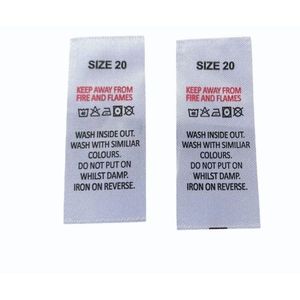 SIZE 20
KEEP AWAY FROM
FIRE AND FLAMES
WASH INSIDE OUT.
WASH WITH SIMILIAR
COLOURS.
DO NOT PUT ON
WHILST DAMP.
IRON ON REVERSE.
SIZE 20
KEEP AWAY FROM
FIRE AND FLAMES
WASH INSIDE OUT.
WASH WITH SIMILIAR
COLOURS.
DO NOT PUT ON
WHILST DAMP.
IRON ON REVERSE.